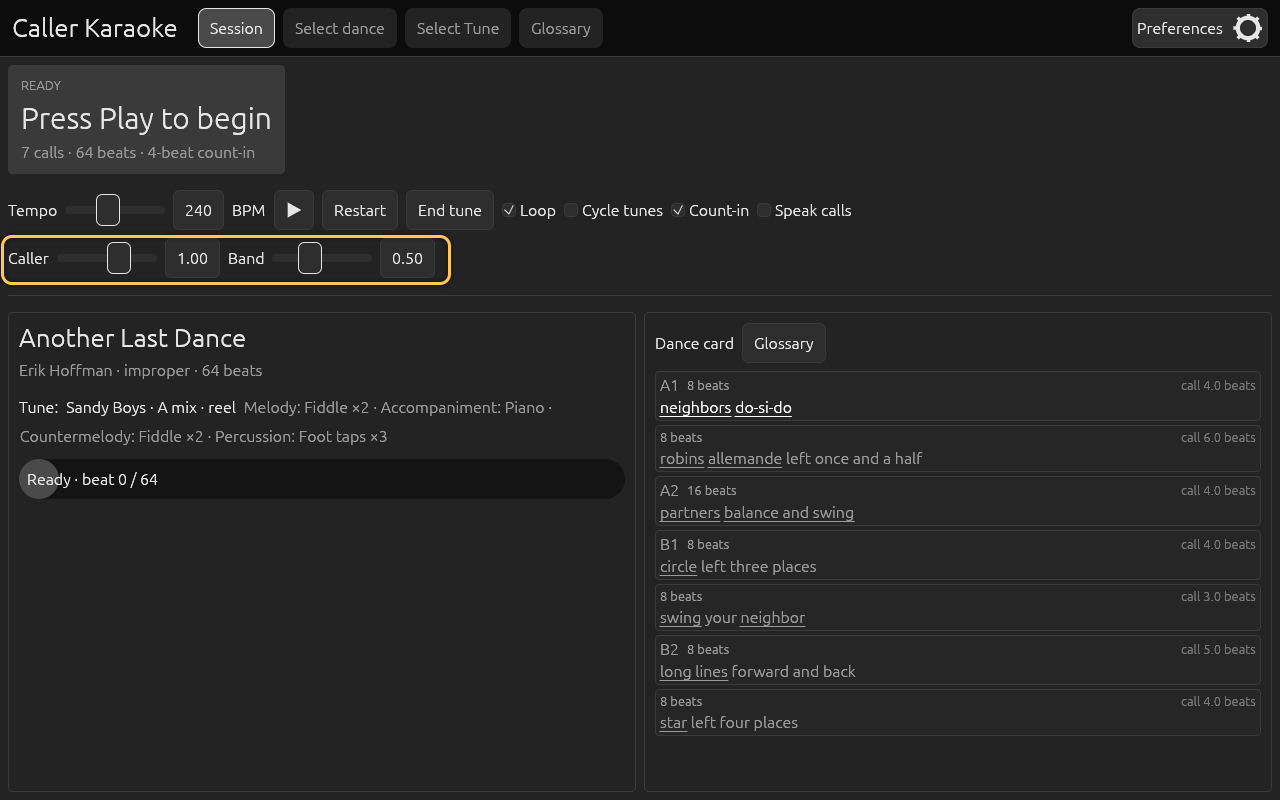 Caller Karaoke Session Select dance Select Tune Glossary Preferences
READY
Press Play to begin
7 calls · 64 beats · 4-beat count-in
Tempo 240 BPM Restart End tune Loop Cycle tunes Count-in Speak calls
Caller 1.00 Band 0.50
Another Last Dance
Erik Hoffman · improper · 64 beats
Tune: Sandy Boys · A mix · reel Melody: Fiddle ×2 · Accompaniment: Piano ·
Countermelody: Fiddle ×2 · Percussion: Foot taps ×3
Ready · beat 0 / 64
Dance card Glossary
A1 8 beats call 4.0 beats
neighbors do-si-do
8 beats call 6.0 beats
robins allemande left once and a half
A2 16 beats call 4.0 beats
partners balance and swing
B1 8 beats call 4.0 beats
circle left three places
8 beats call 3.0 beats
swing your neighbor
B2 8 beats call 5.0 beats
long lines forward and back
8 beats call 4.0 beats
star left four places